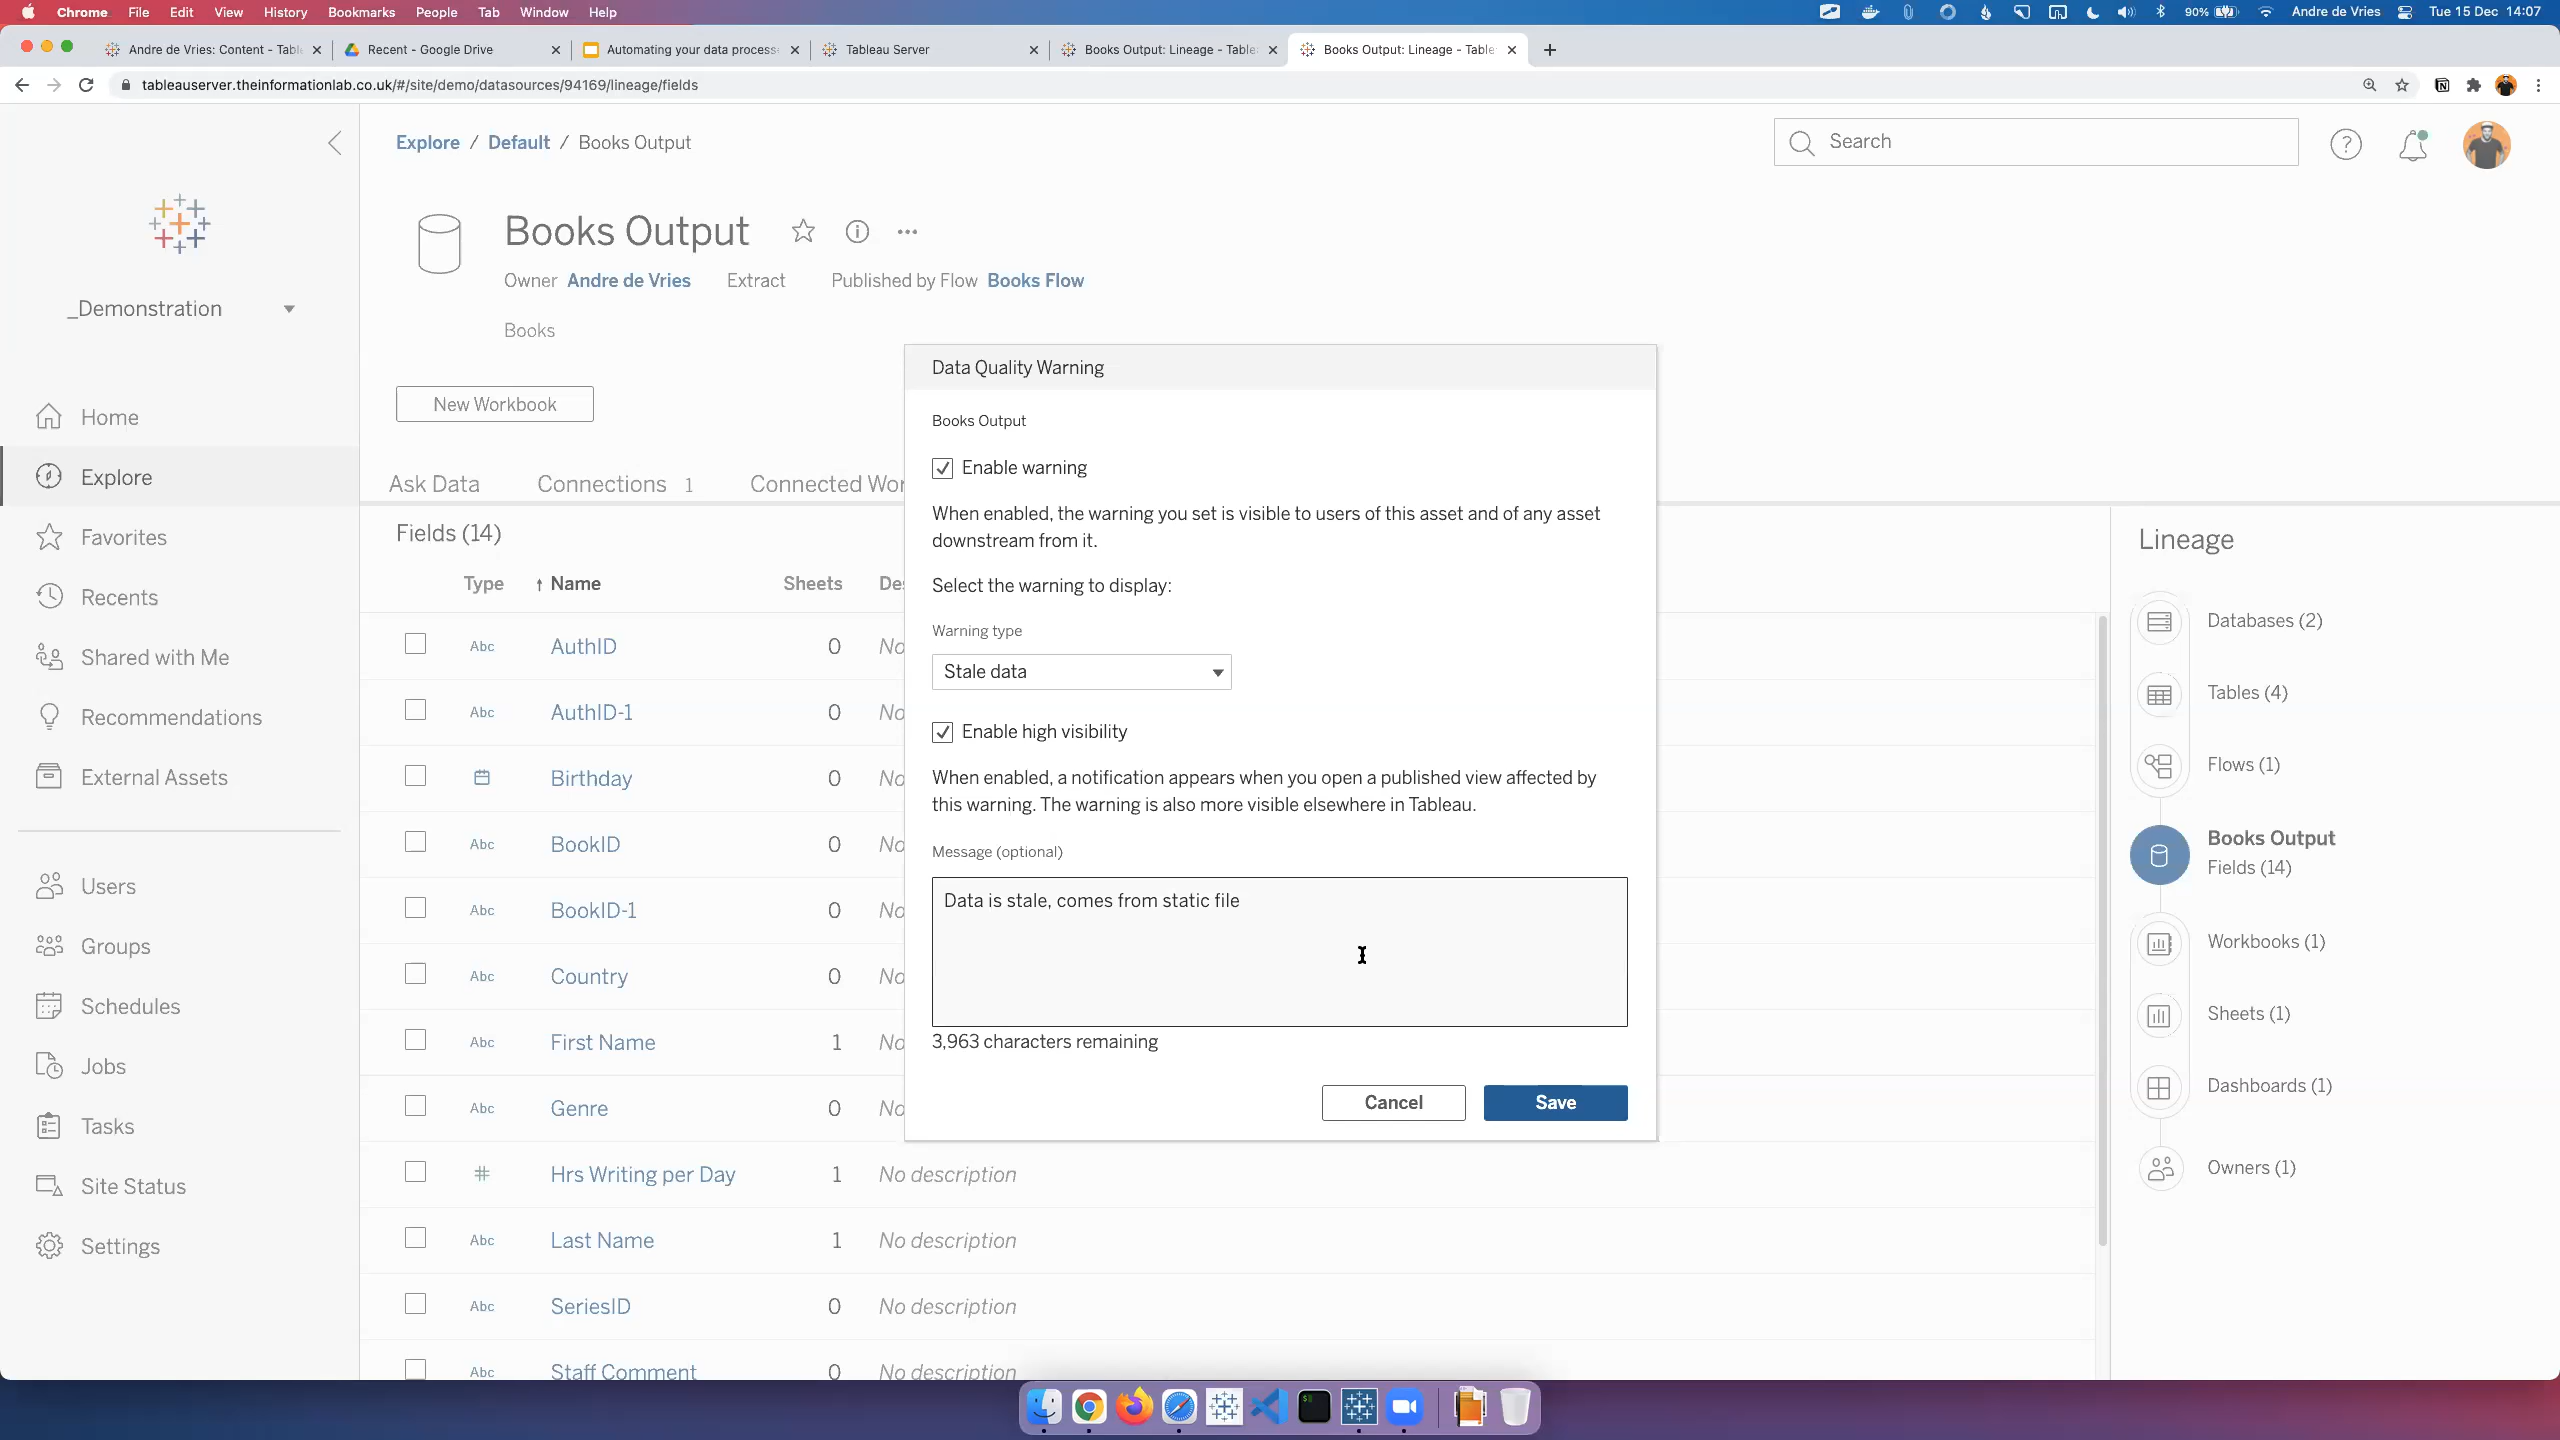 Chrome File Edit View History Bookmarks People Tab Window Help 90% Andre de Vries Tue 15 Dec 14:07
Andre de Vries: Content - Table Recent - Google Drive Automating your data process Tableau Server Books Output: Lineage - Table Books Output: Lineage - Table
tableauserver.theinformationlab.co.uk/#/site/demo/datasources/94169/lineage/fields
Explore / Default / Books Output
Search
Books Output
Owner Andre de Vries Extract Published by Flow Books Flow
Books
New Workbook
Ask Data Connections 1 Connected Wor
_Demonstration
Home
Explore
Favorites
Recents
Shared with Me
Recommendations
External Assets
Users
Groups
Schedules
Jobs
Tasks
Site Status
Settings
Fields (14)
Type ↑ Name Sheets Des
Abc AuthID 0 No
Abc AuthID-1 0 No
Birthday 0 No
Abc BookID 0 No
Abc BookID-1 0 No
Abc Country 0 No
Abc First Name 1 No
Abc Genre 0 No
# Hrs Writing per Day 1 No description
Abc Last Name 1 No description
Abc SeriesID 0 No description
Abc Staff Comment 0 No description
Data Quality Warning
Books Output
Enable warning
When enabled, the warning you set is visible to users of this asset and of any asset
downstream from it.
Select the warning to display:
Warning type
Stale data
Enable high visibility
When enabled, a notification appears when you open a published view affected by
this warning. The warning is also more visible elsewhere in Tableau.
Message (optional)
Data is stale, comes from static file
3,963 characters remaining
Cancel Save
Lineage
Databases (2)
Tables (4)
Flows (1)
Books Output
Fields (14)
Workbooks (1)
Sheets (1)
Dashboards (1)
Owners (1)